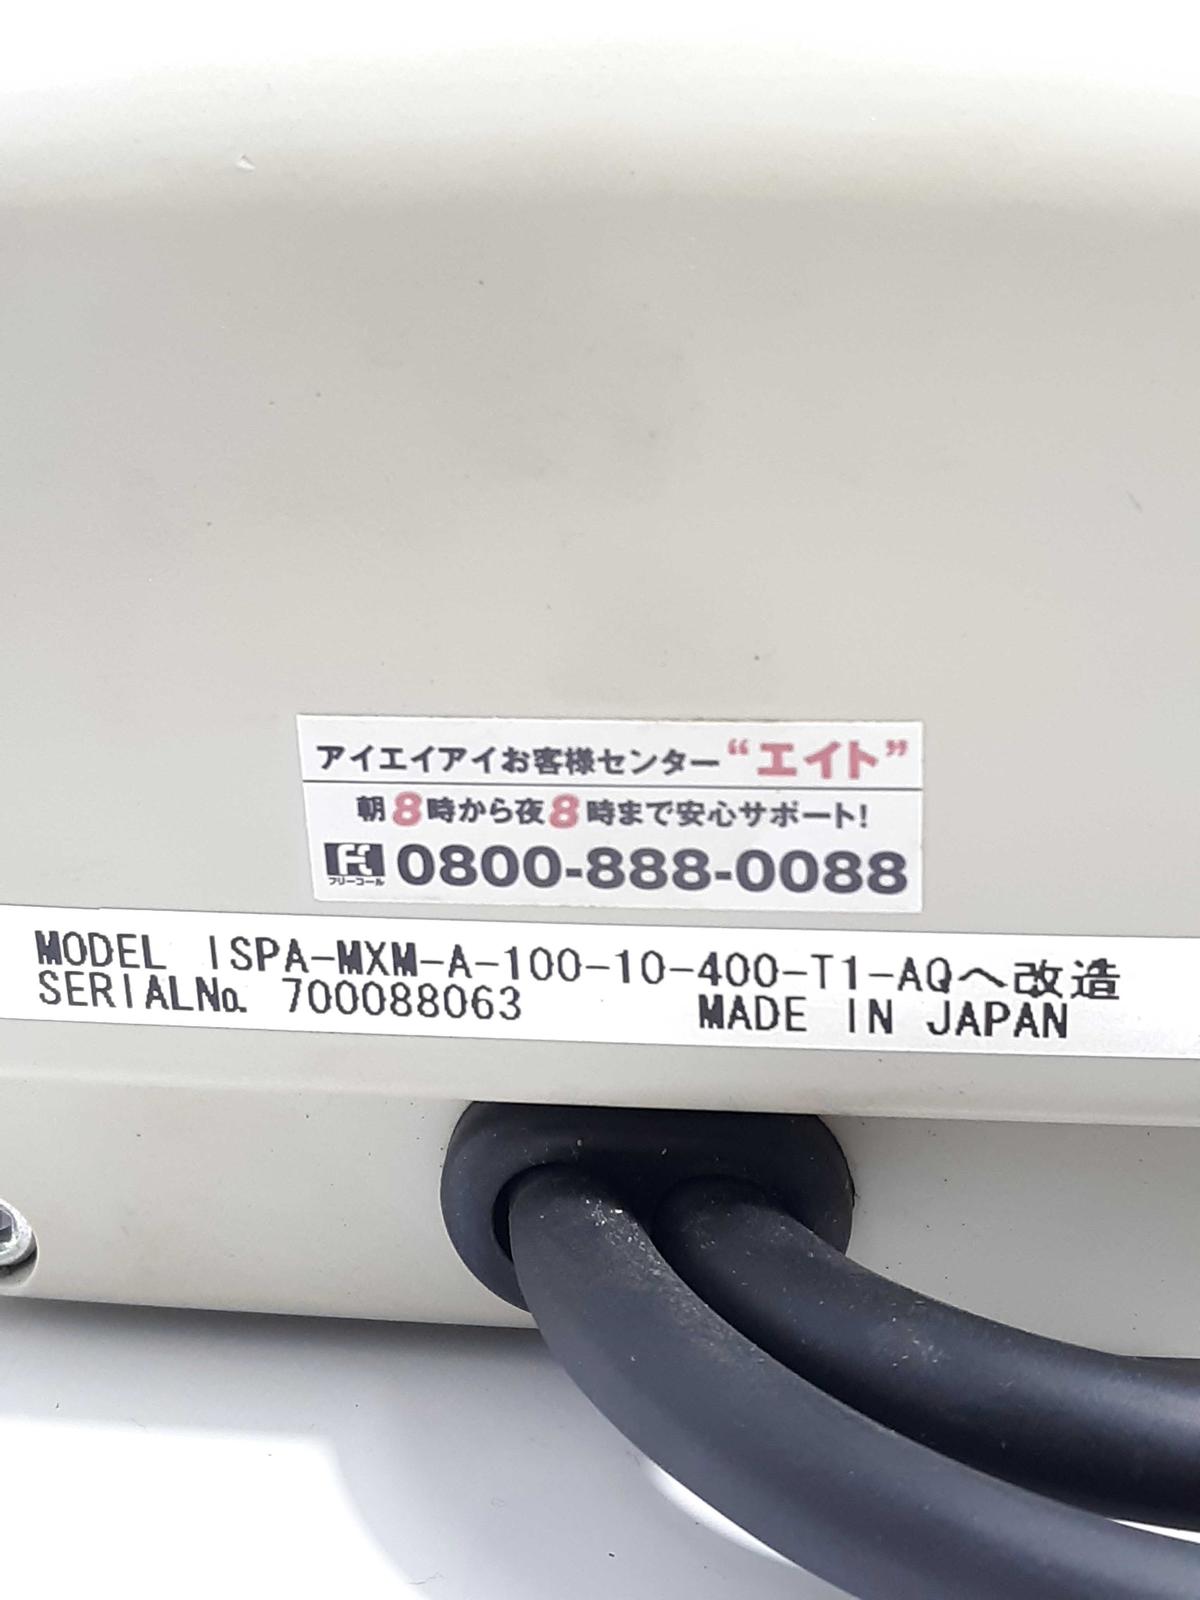 アイエイアイお客様センター“エイト”
朝8時から夜8時まで安心サポート!
フリーコール 0800-888-0088
MODEL ISPA-MXM-A-100-10-400-T1-AQへ改造
SERIALNo. 700088063 MADE IN JAPAN